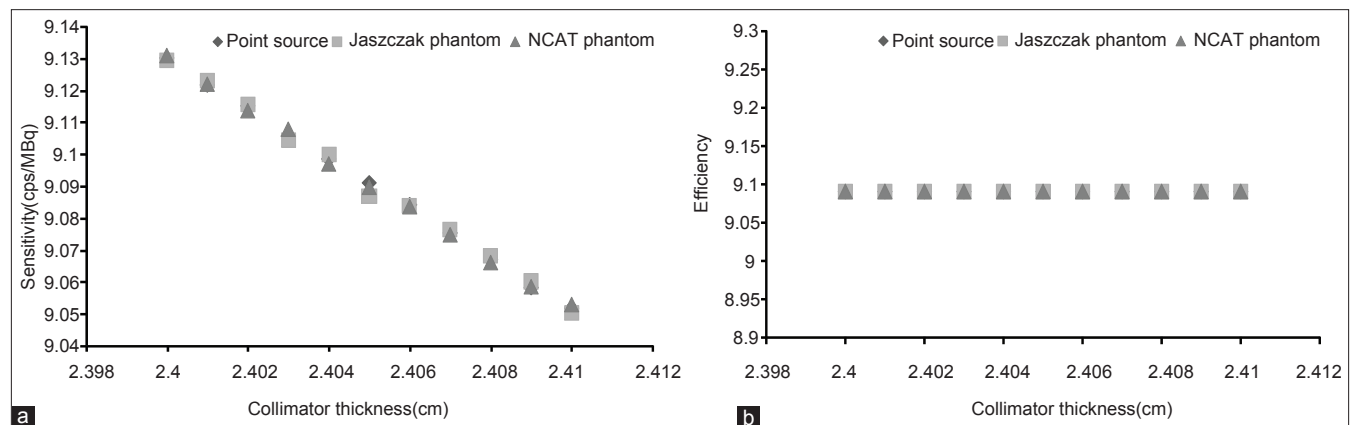 Point source Jaszczak phantom NCAT phantom
9.14
9.13
9.12
9.11
9.1
9.09
9.08
9.07
9.06
9.05
9.04
Sensitivity(cps/MBq)
2.398 2.4 2.402 2.404 2.406 2.408 2.41 2.412
Collimator thickness(cm)
a
Point source Jaszczak phantom NCAT phantom
9.3
9.25
9.2
9.15
9.1
9.05
9
8.95
8.9
Efficiency
2.398 2.4 2.402 2.404 2.406 2.408 2.41 2.412
Collimator thickness(cm)
b